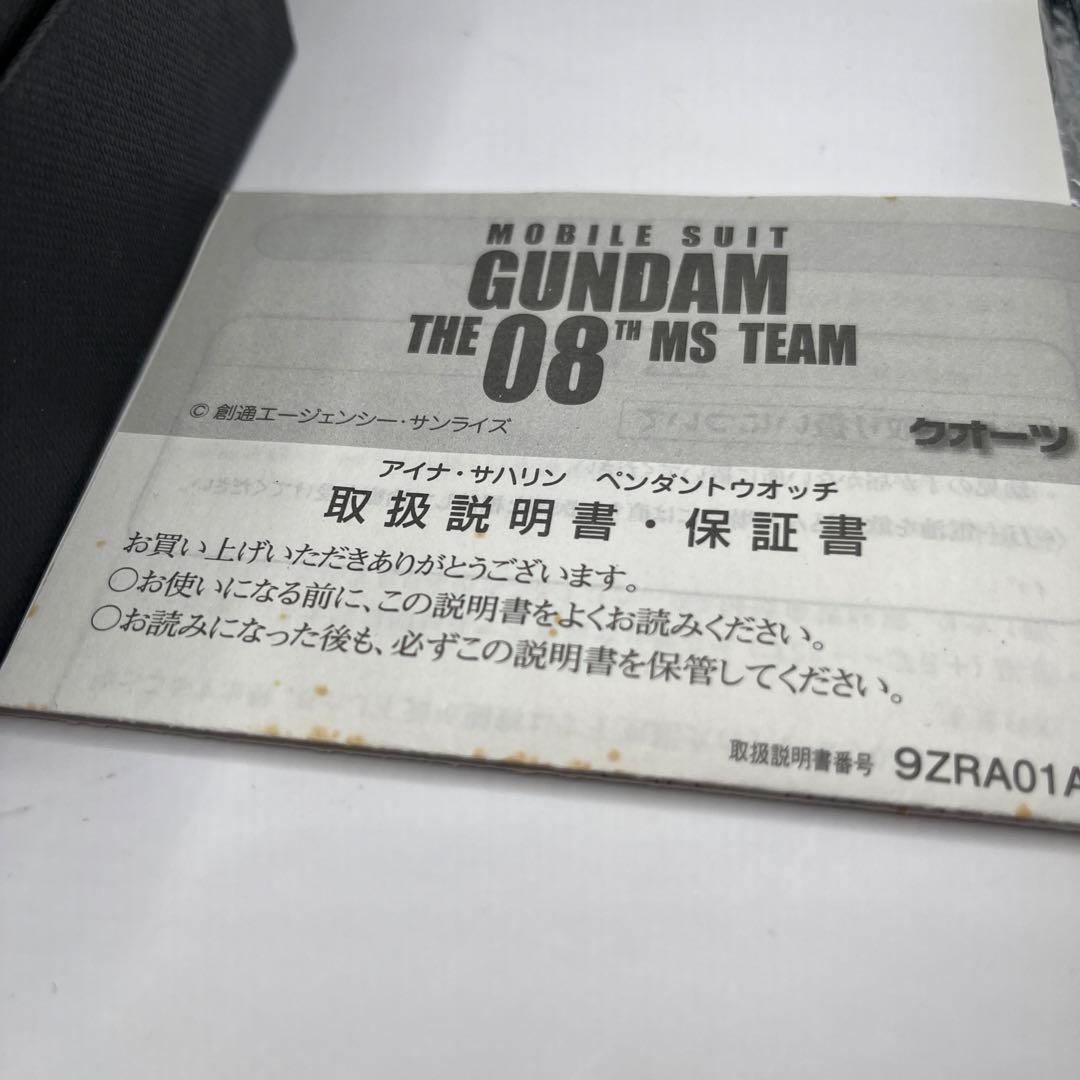 MOBILE SUIT
GUNDAM
THE 08TH MS TEAM
© 創通エージェンシー・サンライズ
クオーツ
アイナ・サハリン ペンダントウオッチ
取扱説明書・保証書
お買い上げいただきありがとうございます。
○お使いになる前に、この説明書をよくお読みください。
○お読みになった後も、必ずこの説明書を保管してください。
取扱説明書番号 9ZRA01A